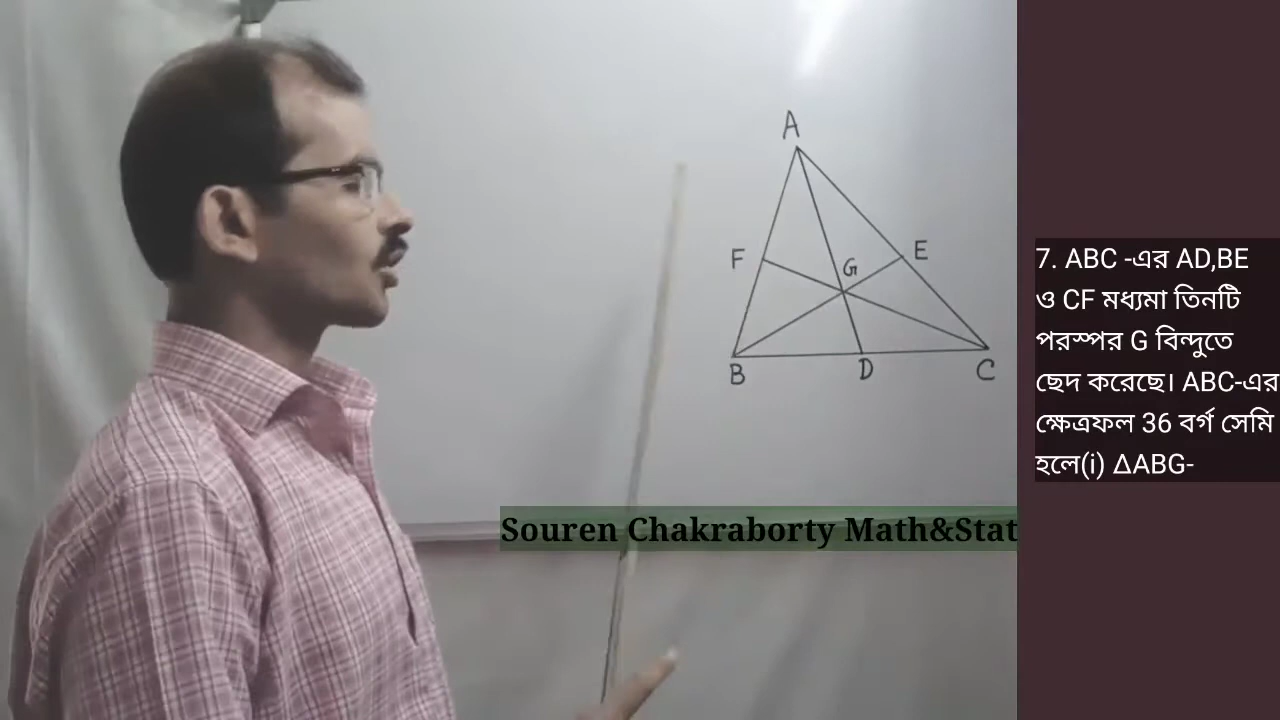 A
F
G
E
B
D
C
7. ABC -এর AD,BE
ও CF মধ্যমা তিনটি
পরস্পর G বিন্দুতে
ছেদ করেছে। ABC-এর
ক্ষেত্রফল 36 বর্গ সেমি
হলে(i) ΔABG-
Souren Chakraborty Math&Stat